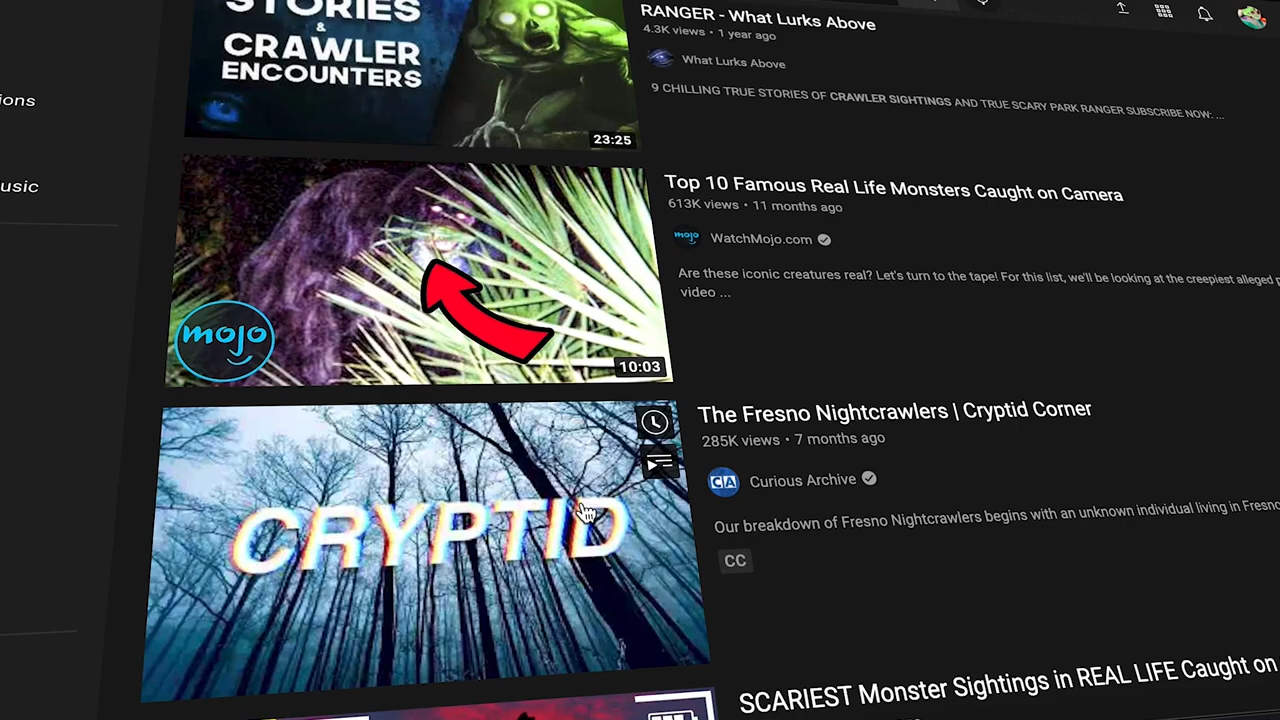 STORIES
&
CRAWLER
ENCOUNTERS
23:25
RANGER - What Lurks Above
4.3K views • 1 year ago
What Lurks Above
9 CHILLING TRUE STORIES OF CRAWLER SIGHTINGS AND TRUE SCARY PARK RANGER SUBSCRIBE NOW: ...
ions
usic
mojo
10:03
Top 10 Famous Real Life Monsters Caught on Camera
613K views • 11 months ago
mojo
WatchMojo.com
Are these iconic creatures real? Let's turn to the tape! For this list, we'll be looking at the creepiest alleged
video ...
CRYPTID
The Fresno Nightcrawlers | Cryptid Corner
285K views • 7 months ago
CA
Curious Archive
Our breakdown of Fresno Nightcrawlers begins with an unknown individual living in Fresno
CC
SCARIEST Monster Sightings in REAL LIFE Caught on